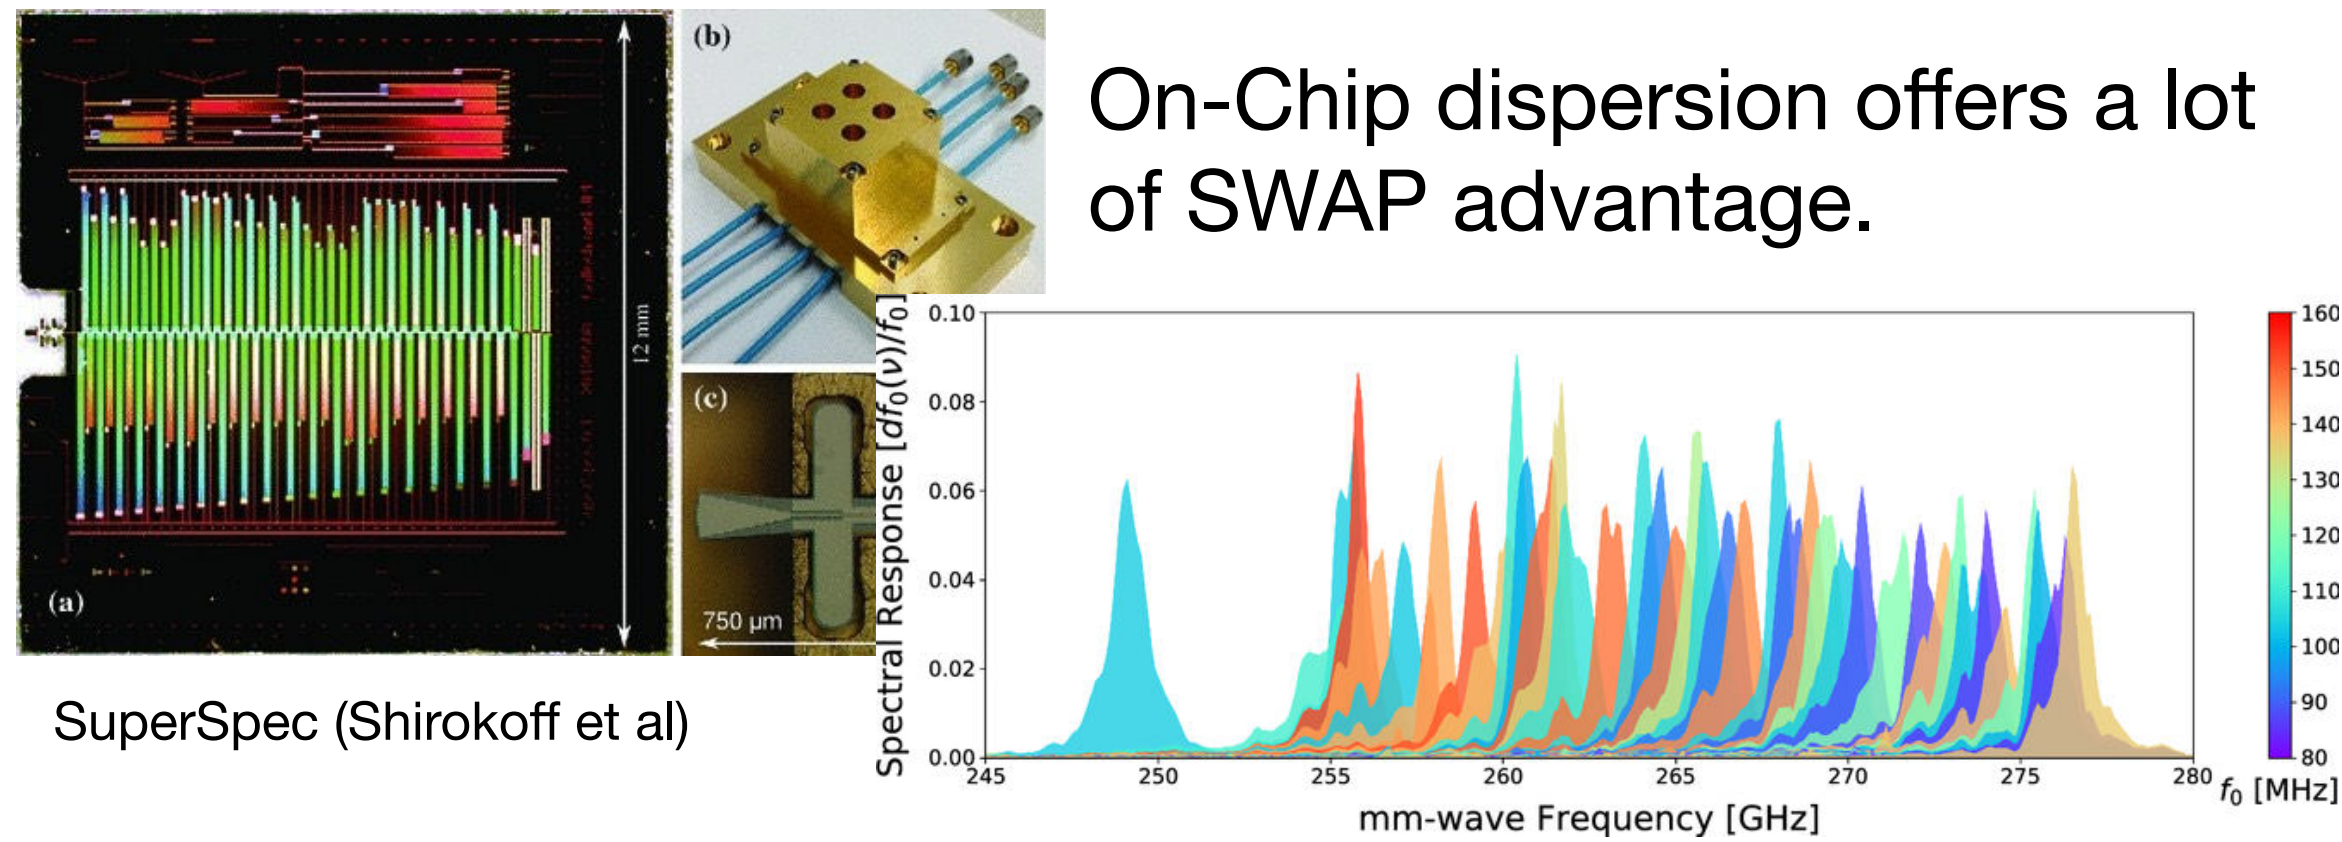 On-Chip dispersion offers a lot
of SWAP advantage.
(a)
12 mm
(b)
(c)
750 µm
SuperSpec (Shirokoff et al)
Spectral Response [df₀(ν)/f₀]
0.10
0.08
0.06
0.04
0.02
0.00
245 250 255 260 265 270 275 280
mm-wave Frequency [GHz]
160
150
140
130
120
110
100
90
80
f₀ [MHz]